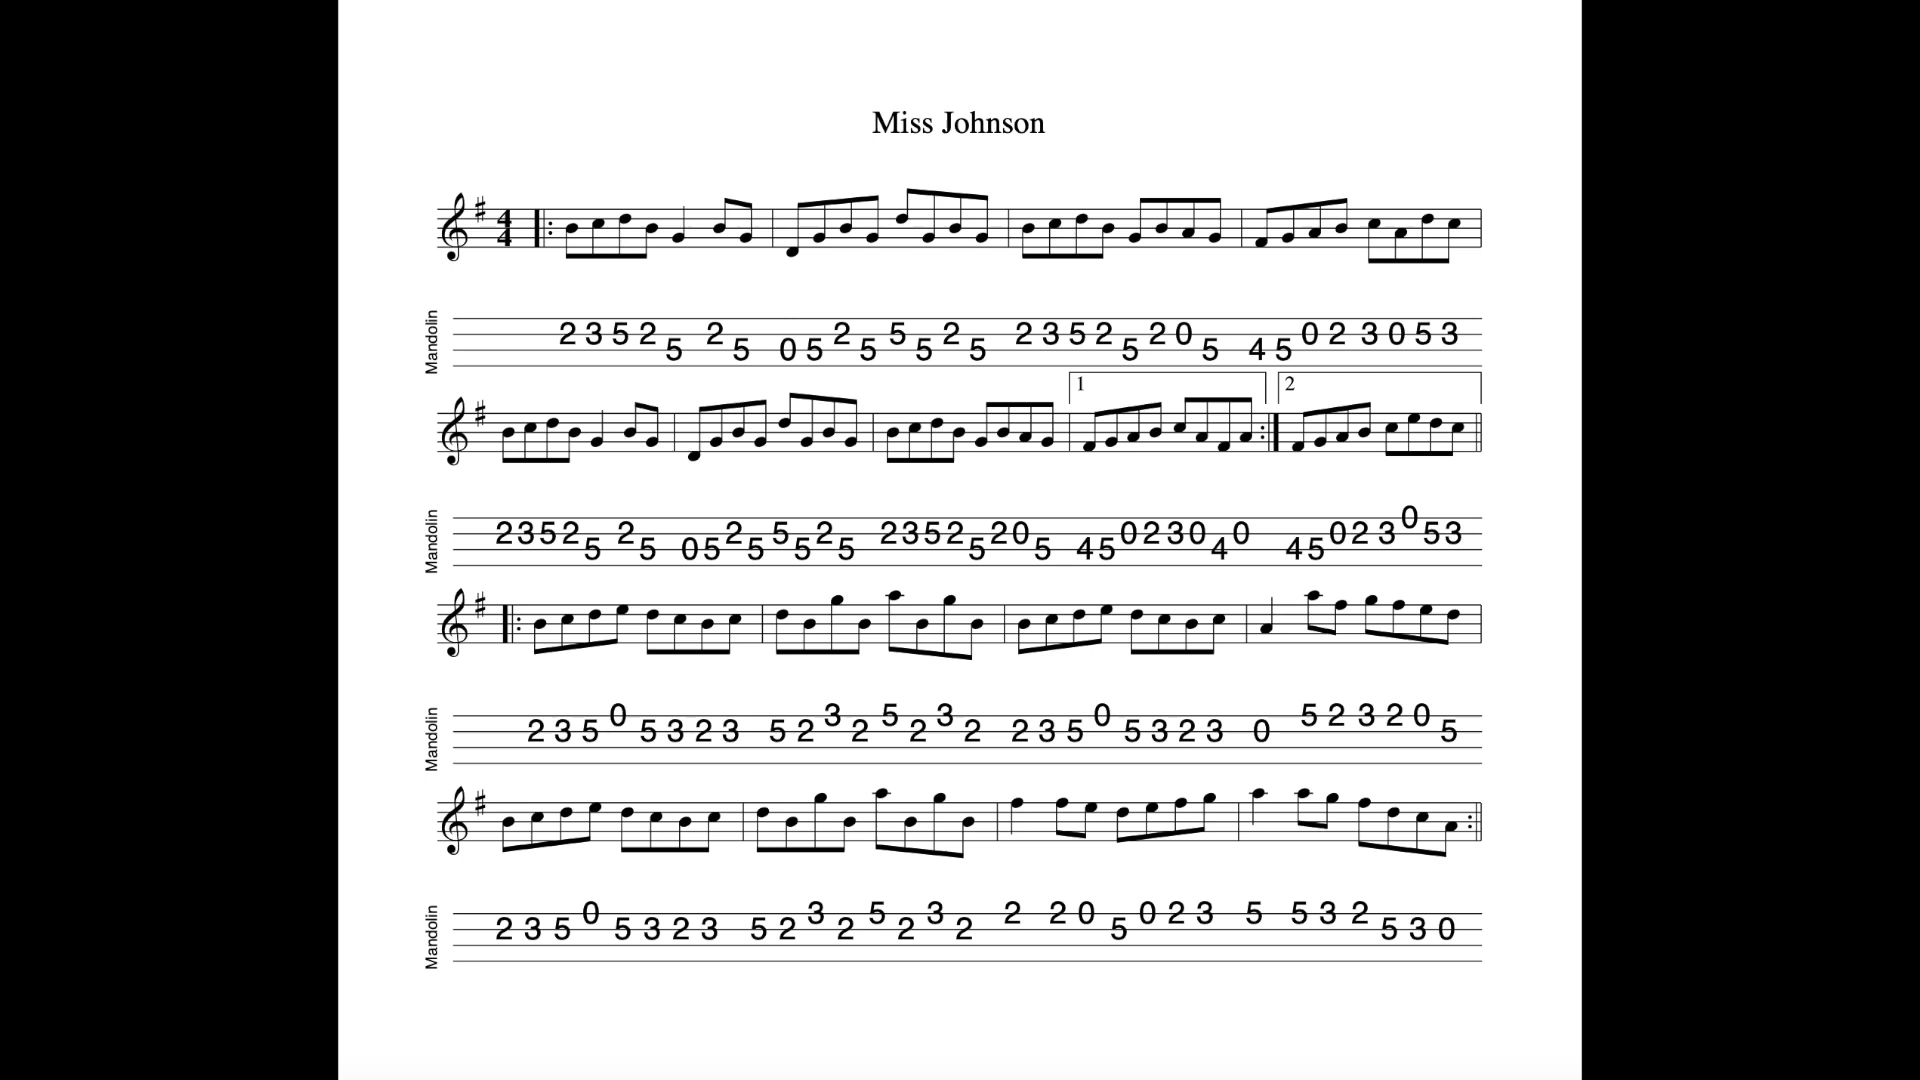 Miss Johnson
4
4
Mandolin
2 3 5 2 5 2 5 0 5 2 5 5 5 2 5 2 3 5 2 5 2 0 5 4 5 0 2 3 0 5 3
1
2
Mandolin
2 3 5 2 5 2 5 0 5 2 5 5 5 2 5 2 3 5 2 5 2 0 5 4 5 0 2 3 0 4 0 4 5 0 2 3 0 5 3
Mandolin
2 3 5 0 5 3 2 3 5 2 3 2 5 2 3 2 2 3 5 0 5 3 2 3 0 5 2 3 2 0 5
Mandolin
2 3 5 0 5 3 2 3 5 2 3 2 5 2 3 2 2 2 0 5 0 2 3 5 5 3 2 5 3 0